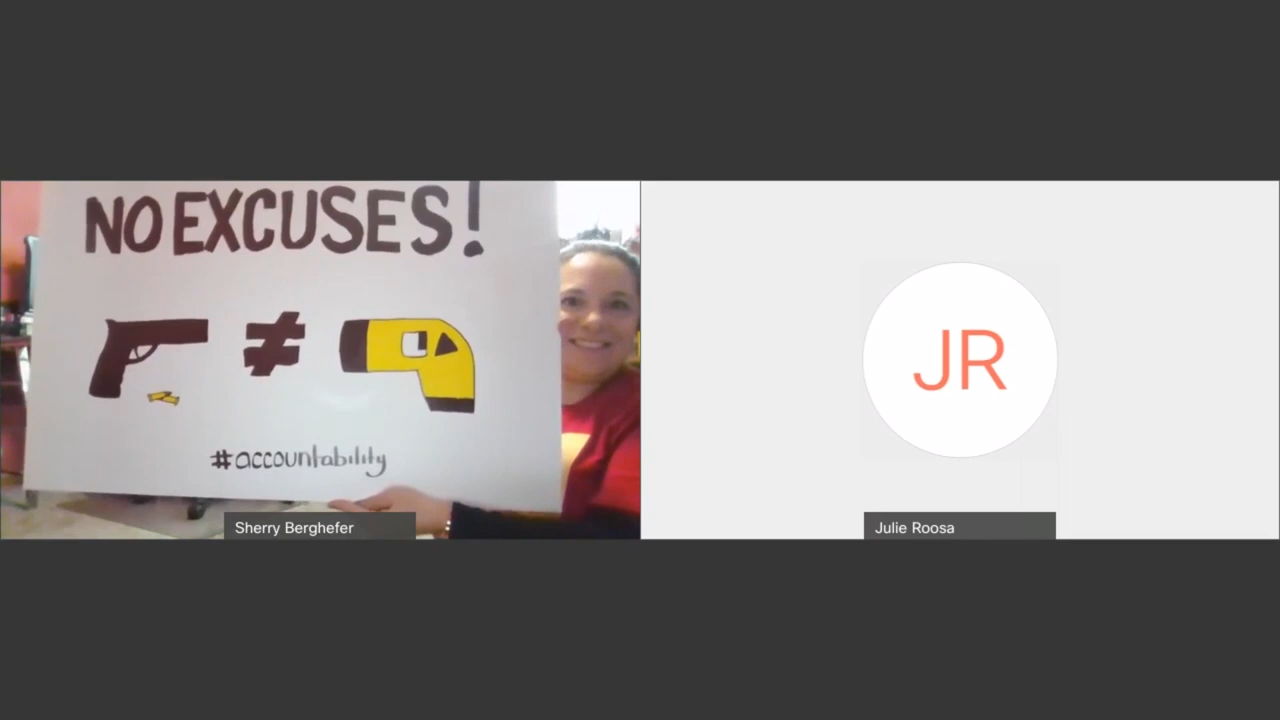 NO EXCUSES!
≠
#accountability
Sherry Berghefer
JR
Julie Roosa